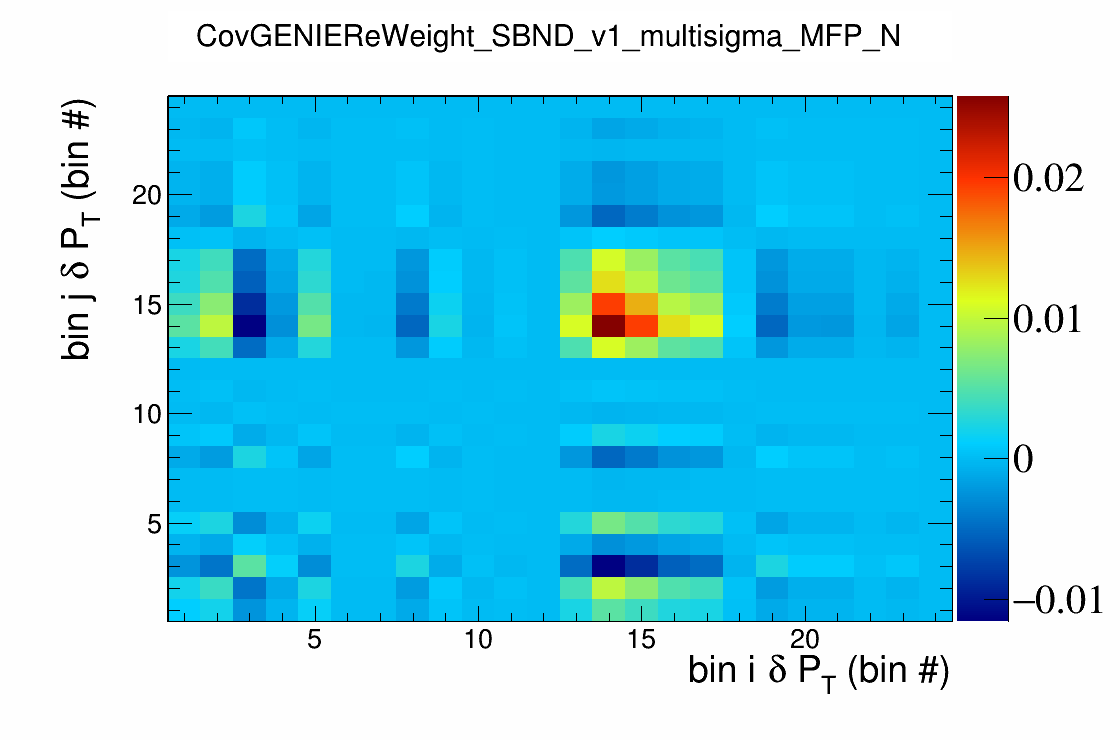 CovGENIEReWeight_SBND_v1_multisigma_MFP_N
bin j δ P_T (bin #)
20
15
10
5
5 10 15 20
bin i δ P_T (bin #)
0.02
0.01
0
−0.01